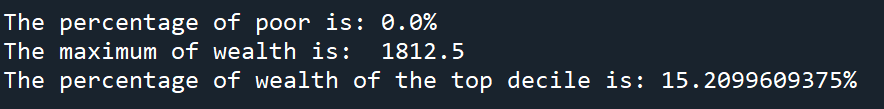 The percentage of poor is: 0.0%
The maximum of wealth is:  1812.5
The percentage of wealth of the top decile is: 15.2099609375%